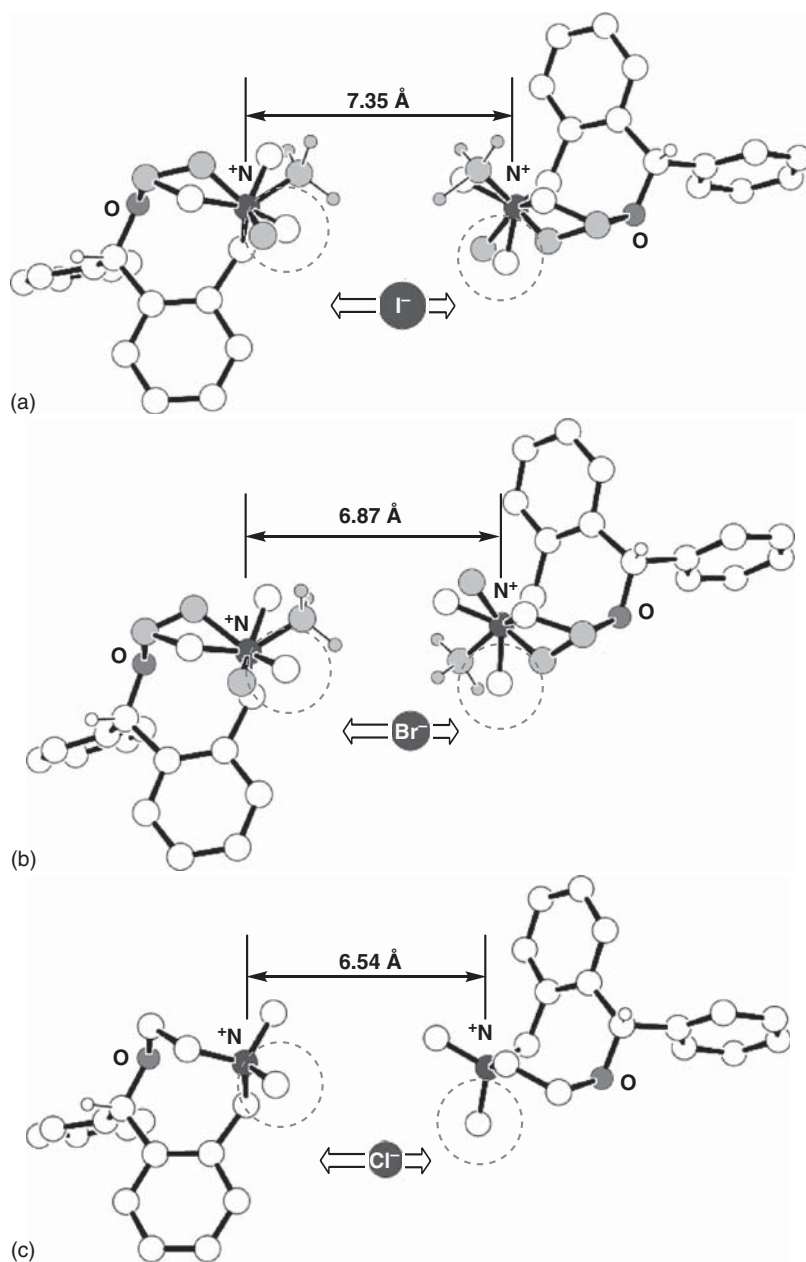 7.35 Å
+N N+
O O
I–
(a)
6.87 Å
+N N+
O O
Br–
(b)
6.54 Å
+N +N
O O
Cl–
(c)